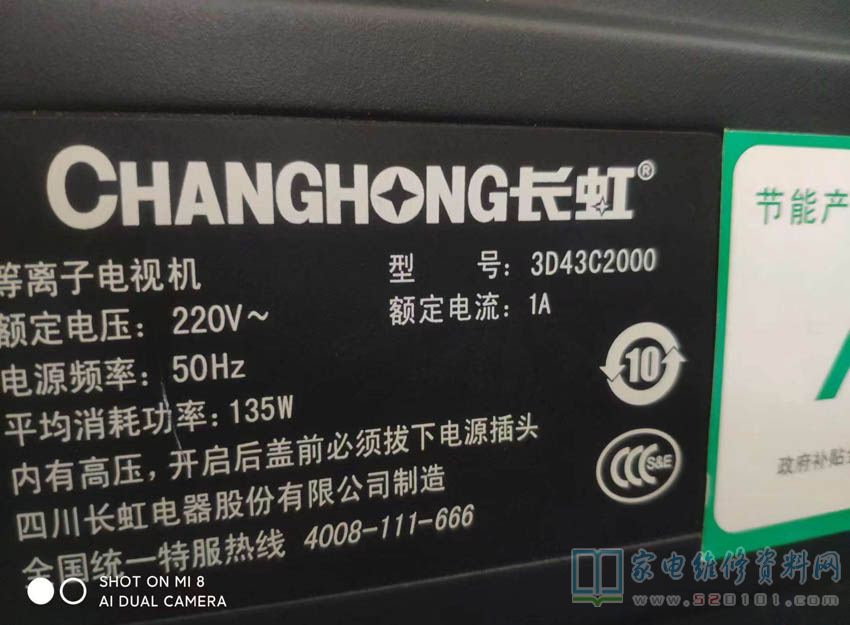 CHANGHONG长虹®
等离子电视机
型 号: 3D43C2000
额定电压: 220V~
额定电流: 1A
电源频率: 50Hz
平均消耗功率: 135W
10
内有高压,开启后盖前必须拔下电源插头
CCC S&E
四川长虹电器股份有限公司制造
全国统一特服热线 4008-111-666
节能产
政府补贴
SHOT ON MI 8
AI DUAL CAMERA
家电维修资料网
www.520101.com